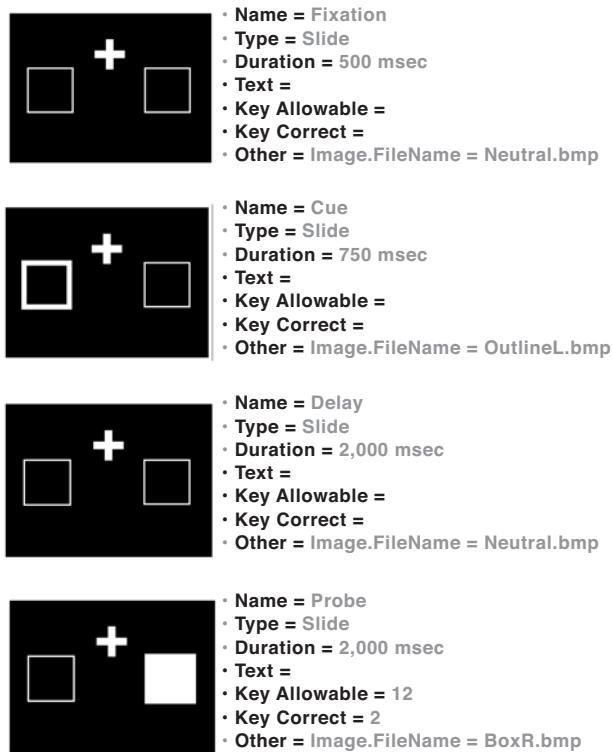 • Name = Fixation
• Type = Slide
• Duration = 500 msec
• Text =
• Key Allowable =
• Key Correct =
• Other = Image.FileName = Neutral.bmp
• Name = Cue
• Type = Slide
• Duration = 750 msec
• Text =
• Key Allowable =
• Key Correct =
• Other = Image.FileName = OutlineL.bmp
• Name = Delay
• Type = Slide
• Duration = 2,000 msec
• Text =
• Key Allowable =
• Key Correct =
• Other = Image.FileName = Neutral.bmp
• Name = Probe
• Type = Slide
• Duration = 2,000 msec
• Text =
• Key Allowable = 12
• Key Correct = 2
• Other = Image.FileName = BoxR.bmp